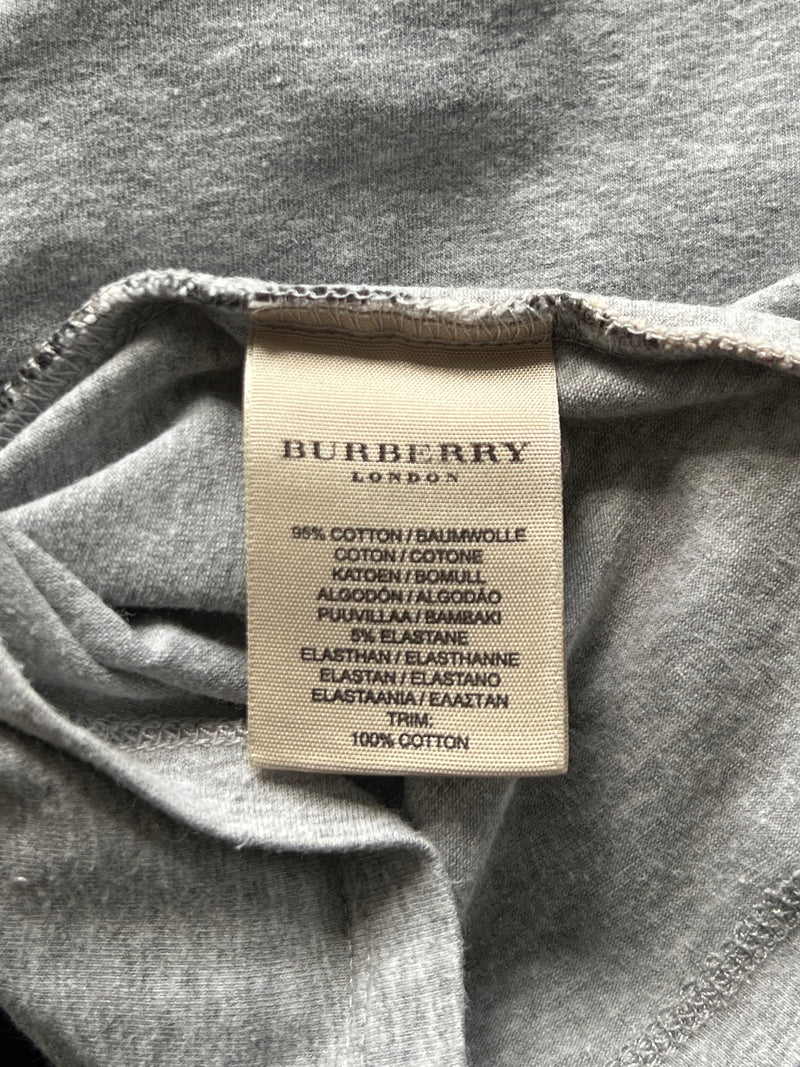 BURBERRY
LONDON
95% COTTON / BAUMWOLLE
COTON / COTONE
KATOEN / BOMULL
ALGODÓN / ALGODÃO
PUUVILLAA / BAMBAKI
5% ELASTANE
ELASTHAN / ELASTHANNE
ELASTAN / ELASTANO
ELASTAANIA / ΕΛΑΣΤΑΝ
TRIM:
100% COTTON